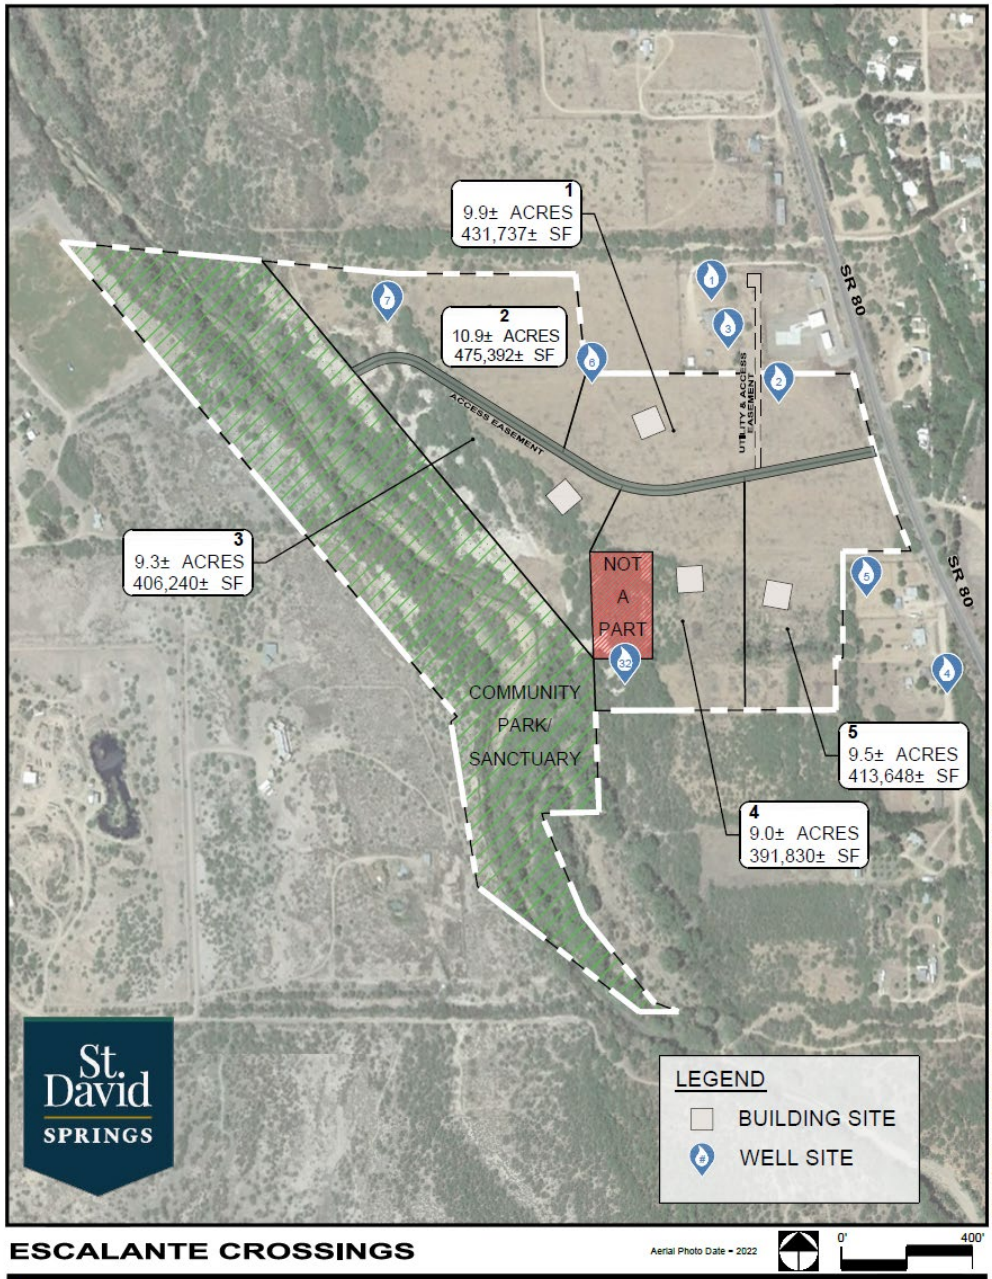 1
9.9± ACRES
431,737± SF
2
10.9± ACRES
475,392± SF
3
9.3± ACRES
406,240± SF
4
9.0± ACRES
391,830± SF
5
9.5± ACRES
413,648± SF
1
3
7
6
2
5
4
32
SR 80
SR 80
UTILITY & ACCESS
EASEMENT
ACCESS EASEMENT
NOT
A
PART
COMMUNITY
PARK/
SANCTUARY
St.
David
SPRINGS
LEGEND
BUILDING SITE
#
WELL SITE
ESCALANTE CROSSINGS
Aerial Photo Date = 2022
0'
400'